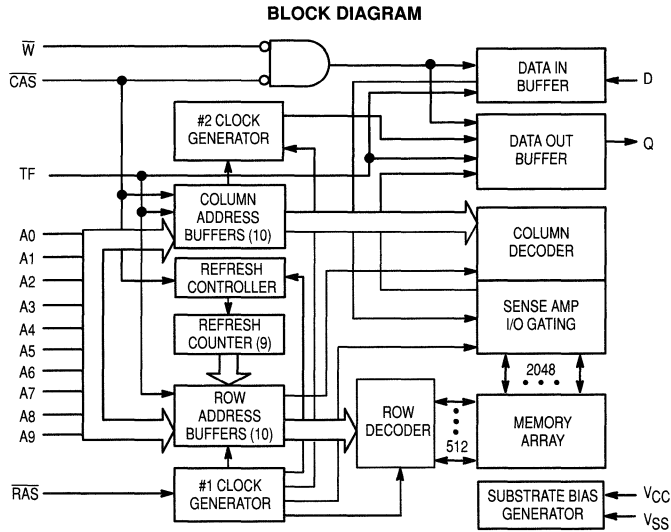 BLOCK DIAGRAM
W
CAS
DATA IN
BUFFER
D
#2 CLOCK
GENERATOR
DATA OUT
BUFFER
Q
TF
COLUMN
ADDRESS
BUFFERS (10)
COLUMN
DECODER
A0
A1
A2
A3
A4
A5
A6
A7
A8
A9
REFRESH
CONTROLLER
SENSE AMP
I/O GATING
REFRESH
COUNTER (9)
2048
ROW
ADDRESS
BUFFERS (10)
ROW
DECODER
512
MEMORY
ARRAY
RAS
#1 CLOCK
GENERATOR
SUBSTRATE BIAS
GENERATOR
VCC
VSS